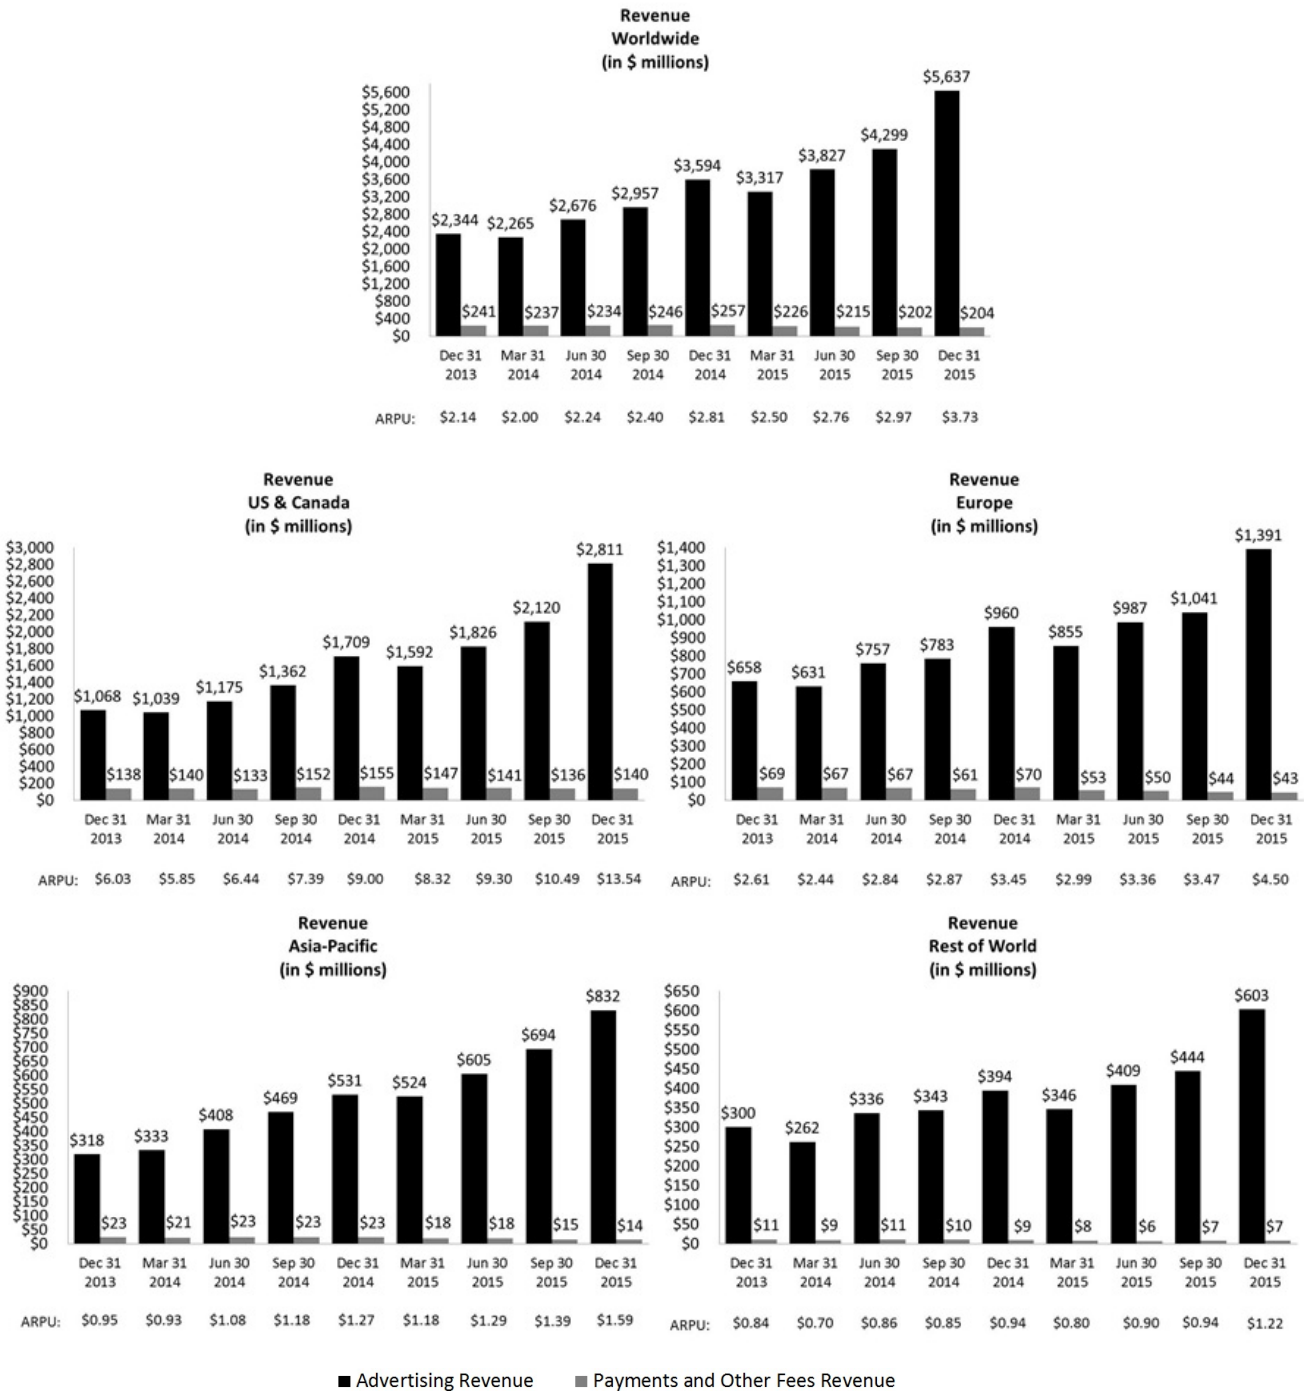 Revenue
Worldwide
(in $ millions)
$5,600
$5,200
$4,800
$4,400
$4,000
$3,600
$3,200
$2,800
$2,400
$2,000
$1,600
$1,200
$800
$400
$0
$2,344 $2,265 $2,676 $2,957 $3,594 $3,317 $3,827 $4,299 $5,637
$241 $237 $234 $246 $257 $226 $215 $202 $204
Dec 31 Mar 31 Jun 30 Sep 30 Dec 31 Mar 31 Jun 30 Sep 30 Dec 31
2013 2014 2014 2014 2014 2015 2015 2015 2015
ARPU: $2.14 $2.00 $2.24 $2.40 $2.81 $2.50 $2.76 $2.97 $3.73
Revenue
US & Canada
(in $ millions)
$3,000
$2,800
$2,600
$2,400
$2,200
$2,000
$1,800
$1,600
$1,400
$1,200
$1,000
$800
$600
$400
$200
$0
$1,068 $1,039 $1,175 $1,362 $1,709 $1,592 $1,826 $2,120 $2,811
$138 $140 $133 $152 $155 $147 $141 $136 $140
Dec 31 Mar 31 Jun 30 Sep 30 Dec 31 Mar 31 Jun 30 Sep 30 Dec 31
2013 2014 2014 2014 2014 2015 2015 2015 2015
ARPU: $6.03 $5.85 $6.44 $7.39 $9.00 $8.32 $9.30 $10.49 $13.54
Revenue
Europe
(in $ millions)
$1,400
$1,300
$1,200
$1,100
$1,000
$900
$800
$700
$600
$500
$400
$300
$200
$100
$0
$658 $631 $757 $783 $960 $855 $987 $1,041 $1,391
$69 $67 $67 $61 $70 $53 $50 $44 $43
Dec 31 Mar 31 Jun 30 Sep 30 Dec 31 Mar 31 Jun 30 Sep 30 Dec 31
2013 2014 2014 2014 2014 2015 2015 2015 2015
ARPU: $2.61 $2.44 $2.84 $2.87 $3.45 $2.99 $3.36 $3.47 $4.50
Revenue
Asia-Pacific
(in $ millions)
$900
$850
$800
$750
$700
$650
$600
$550
$500
$450
$400
$350
$300
$250
$200
$150
$100
$50
$0
$318 $333 $408 $469 $531 $524 $605 $694 $832
$23 $21 $23 $23 $23 $18 $18 $15 $14
Dec 31 Mar 31 Jun 30 Sep 30 Dec 31 Mar 31 Jun 30 Sep 30 Dec 31
2013 2014 2014 2014 2014 2015 2015 2015 2015
ARPU: $0.95 $0.93 $1.08 $1.18 $1.27 $1.18 $1.29 $1.39 $1.59
Revenue
Rest of World
(in $ millions)
$650
$600
$550
$500
$450
$400
$350
$300
$250
$200
$150
$100
$50
$0
$300 $262 $336 $343 $394 $346 $409 $444 $603
$11 $9 $11 $10 $9 $8 $6 $7 $7
Dec 31 Mar 31 Jun 30 Sep 30 Dec 31 Mar 31 Jun 30 Sep 30 Dec 31
2013 2014 2014 2014 2014 2015 2015 2015 2015
ARPU: $0.84 $0.70 $0.86 $0.85 $0.94 $0.80 $0.90 $0.94 $1.22
Advertising Revenue Payments and Other Fees Revenue